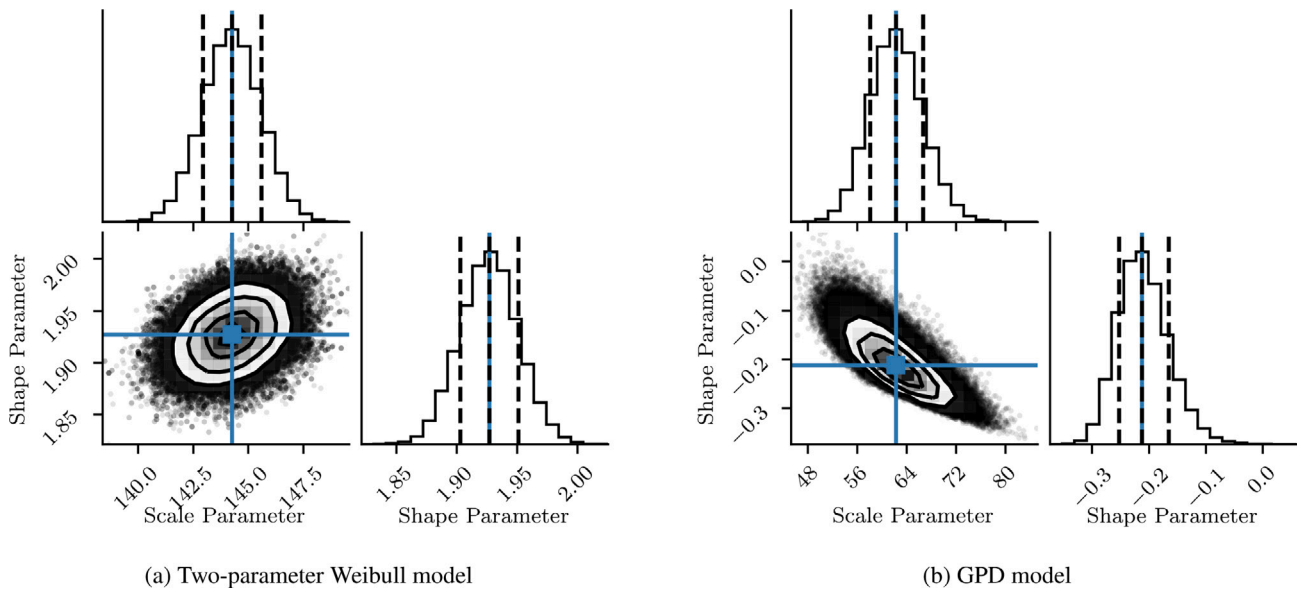 Shape Parameter
2.00
1.95
1.90
1.85
140.0 142.5 145.0 147.5
Scale Parameter
1.85 1.90 1.95 2.00
Shape Parameter
(a) Two-parameter Weibull model
Shape Parameter
0.0
−0.1
−0.2
−0.3
48 56 64 72 80
Scale Parameter
−0.3 −0.2 −0.1 0.0
Shape Parameter
(b) GPD model